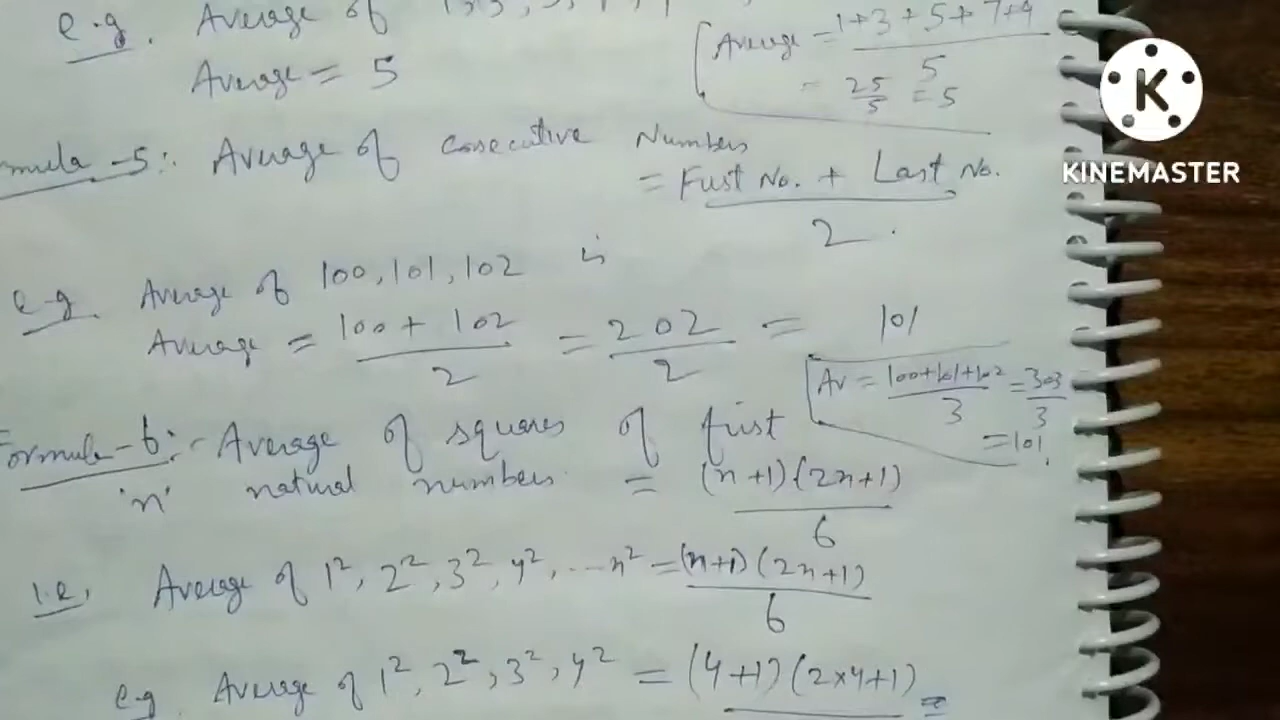 e.g. Average of
Average = 5
Average = 1+3+5+7+9
5
= 25/5 = 5
mula -5:. Average of Cosecutive Numbers
= First No. + Last No.
2
e.g. Average of 100, 101, 102 is
Average = 100 + 102 / 2 = 202 / 2 = 101
Av = 100+101+102 / 3 = 303 / 3
= 101.
Formula -6:- Average of squares of first
'n' natural numbers = (n+1)(2n+1)
6
i.e. Average of 1², 2², 3², 4², ...n² = (n+1)(2n+1)
6
e.g Average of 1², 2², 3², 4² = (4+1)(2×4+1) =
K
KINEMASTER